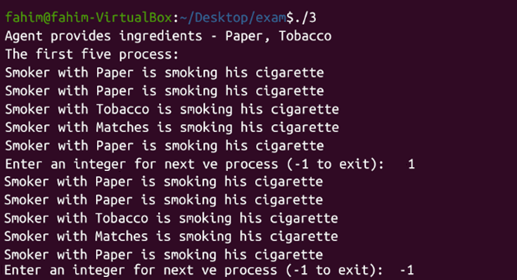 fahim@fahim-VirtualBox:~/Desktop/exam$./3
Agent provides ingredients - Paper, Tobacco
The first five process:
Smoker with Paper is smoking his cigarette
Smoker with Paper is smoking his cigarette
Smoker with Tobacco is smoking his cigarette
Smoker with Matches is smoking his cigarette
Smoker with Paper is smoking his cigarette
Enter an integer for next ve process (-1 to exit): 1
Smoker with Paper is smoking his cigarette
Smoker with Paper is smoking his cigarette
Smoker with Tobacco is smoking his cigarette
Smoker with Matches is smoking his cigarette
Smoker with Paper is smoking his cigarette
Enter an integer for next ve process (-1 to exit): -1